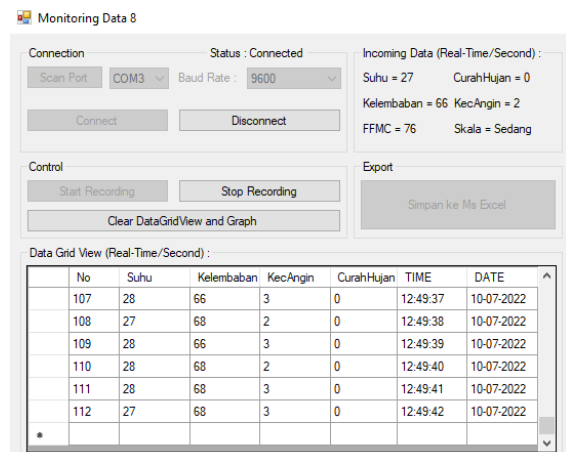 Monitoring Data 8
Connection
Status : Connected
Scan Port
COM3
Baud Rate :
9600
Connect
Disconnect
Incoming Data (Real-Time/Second) :
Suhu = 27
CurahHujan = 0
Kelembaban = 66
KecAngin = 2
FFMC = 76
Skala = Sedang
Control
Start Recording
Stop Recording
Clear DataGridView and Graph
Export
Simpan ke Ms Excel
Data Grid View (Real-Time/Second) :
No Suhu Kelembaban KecAngin CurahHujan TIME DATE
107 28 66 3 0 12:49:37 10-07-2022
108 27 68 2 0 12:49:38 10-07-2022
109 28 66 3 0 12:49:39 10-07-2022
110 28 68 2 0 12:49:40 10-07-2022
111 28 68 3 0 12:49:41 10-07-2022
112 27 68 3 0 12:49:42 10-07-2022